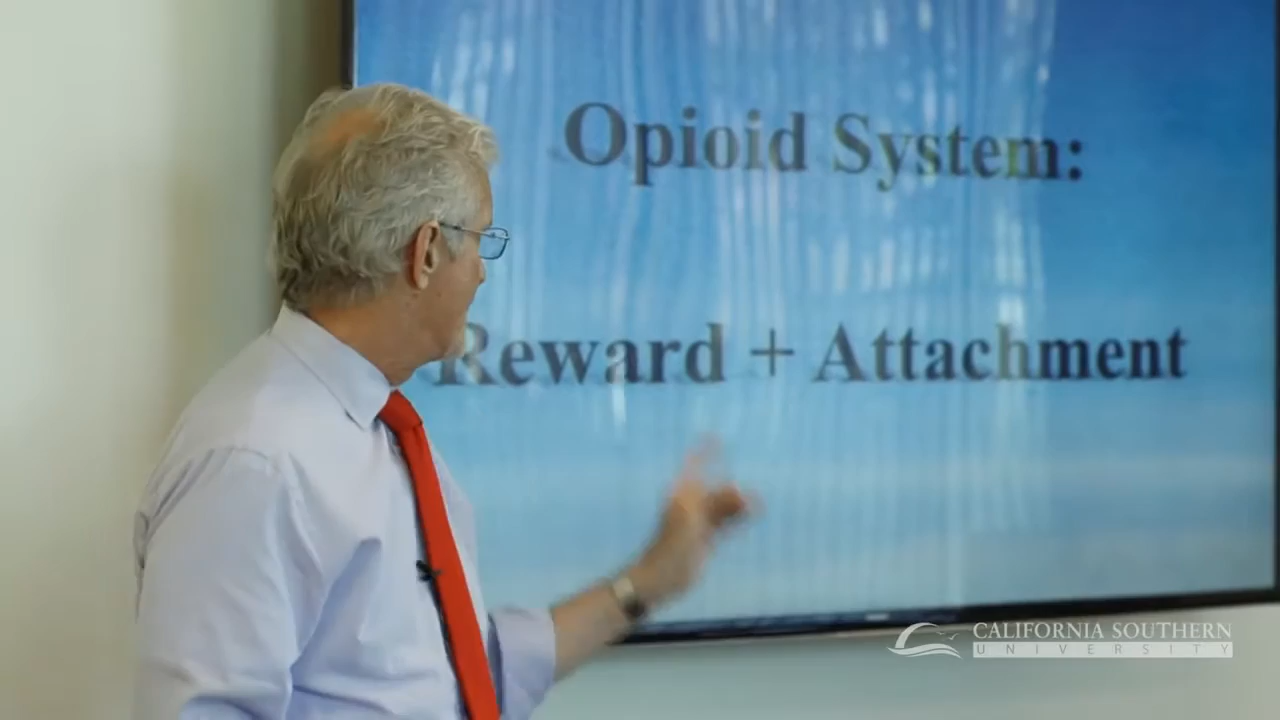 Opioid System:
Reward + Attachment
CALIFORNIA SOUTHERN
UNIVERSITY